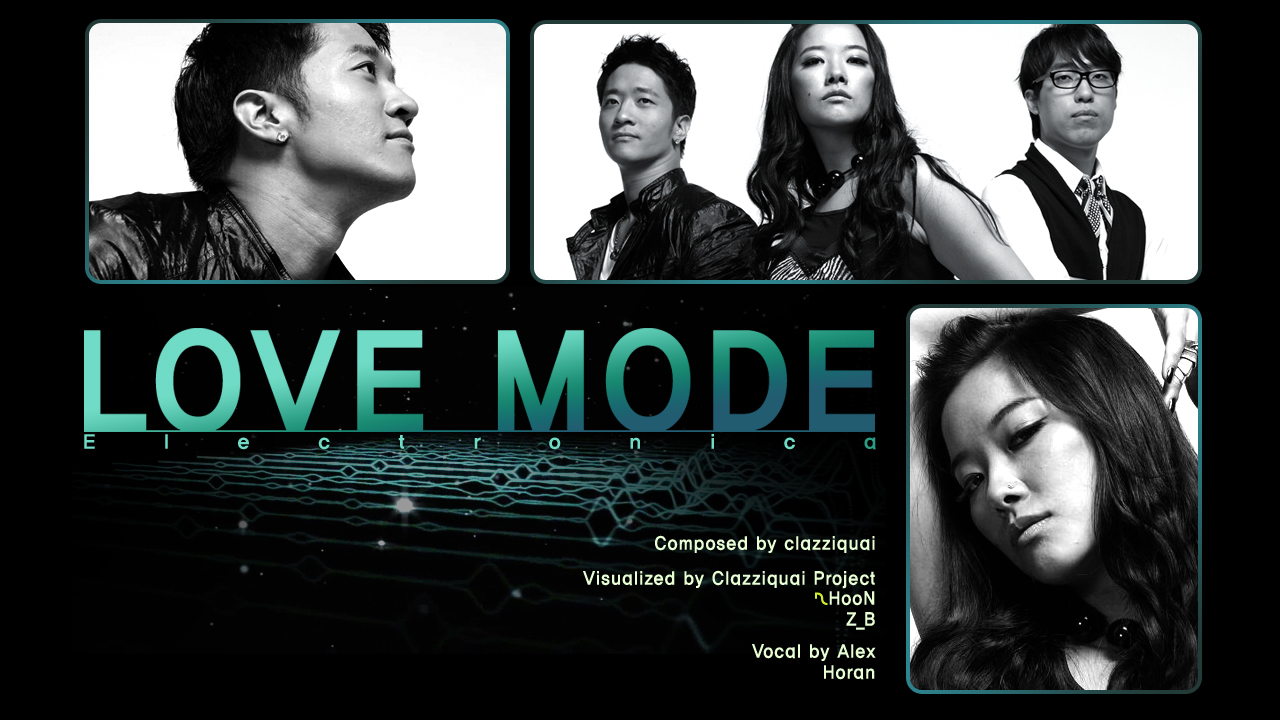 LOVE MODE
Electronica
Composed by clazziquai
Visualized by Clazziquai Project
HooN
Z_B
Vocal by Alex
Horan